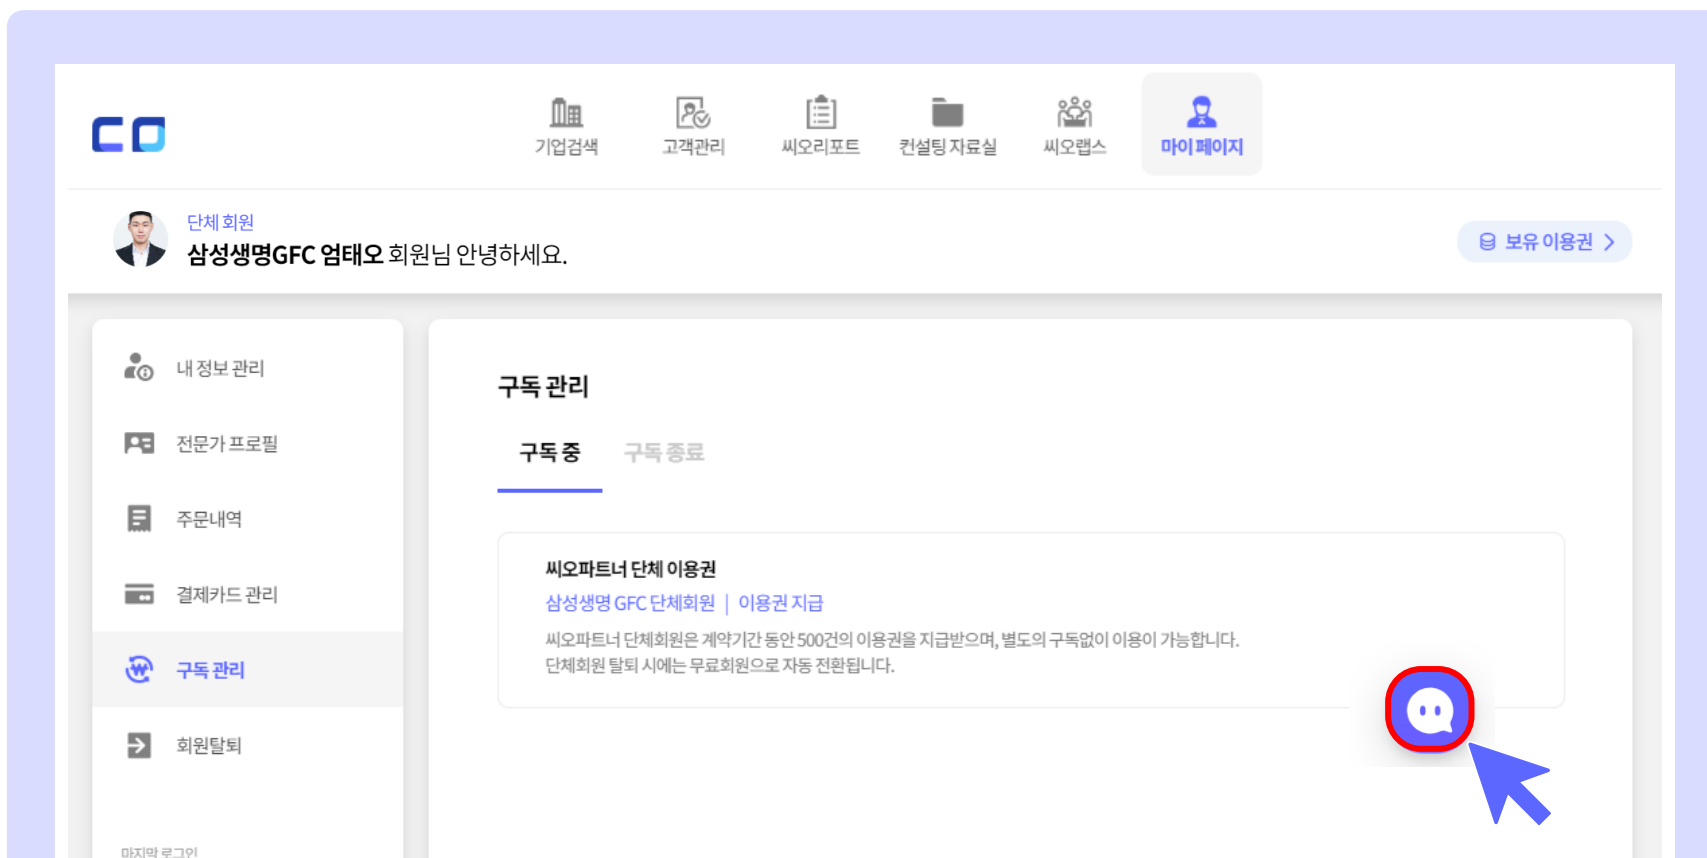 CO
기업검색
고객관리
씨오리포트
컨설팅 자료실
씨오랩스
마이 페이지
단체 회원
삼성생명GFC 엄태오 회원님 안녕하세요.
보유 이용권
내 정보 관리
전문가 프로필
주문내역
결제카드 관리
구독 관리
회원탈퇴
마지막 로그인
구독 관리
구독 중 구독 종료
씨오파트너 단체 이용권
삼성생명 GFC 단체회원 | 이용권 지급
씨오파트너 단체회원은 계약기간 동안 500건의 이용권을 지급받으며, 별도의 구독없이 이용이 가능합니다.
단체회원 탈퇴 시에는 무료회원으로 자동 전환됩니다.